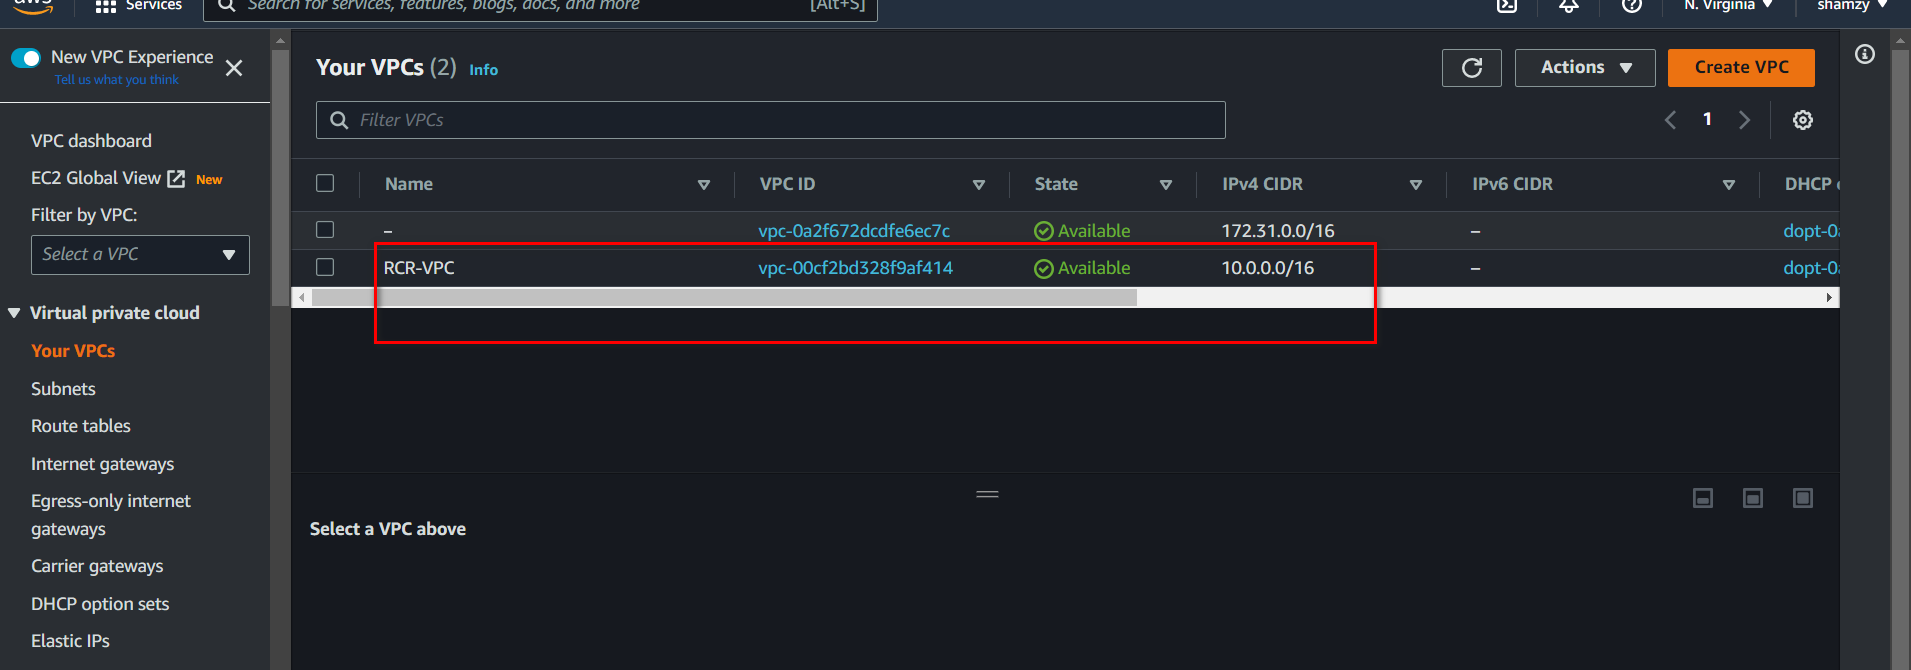 aws
Services
Search for services, features, blogs, docs, and more
[Alt+S]
N. Virginia
shamzy
New VPC Experience
Tell us what you think
VPC dashboard
EC2 Global View New
Filter by VPC:
Select a VPC
Virtual private cloud
Your VPCs
Subnets
Route tables
Internet gateways
Egress-only internet
gateways
Carrier gateways
DHCP option sets
Elastic IPs
Your VPCs (2) Info
Actions
Create VPC
Filter VPCs
1
Name VPC ID State IPv4 CIDR IPv6 CIDR DHCP
– vpc-0a2f672dcdfe6ec7c Available 172.31.0.0/16 – dopt-0a
RCR-VPC vpc-00cf2bd328f9af414 Available 10.0.0.0/16 – dopt-0a
Select a VPC above